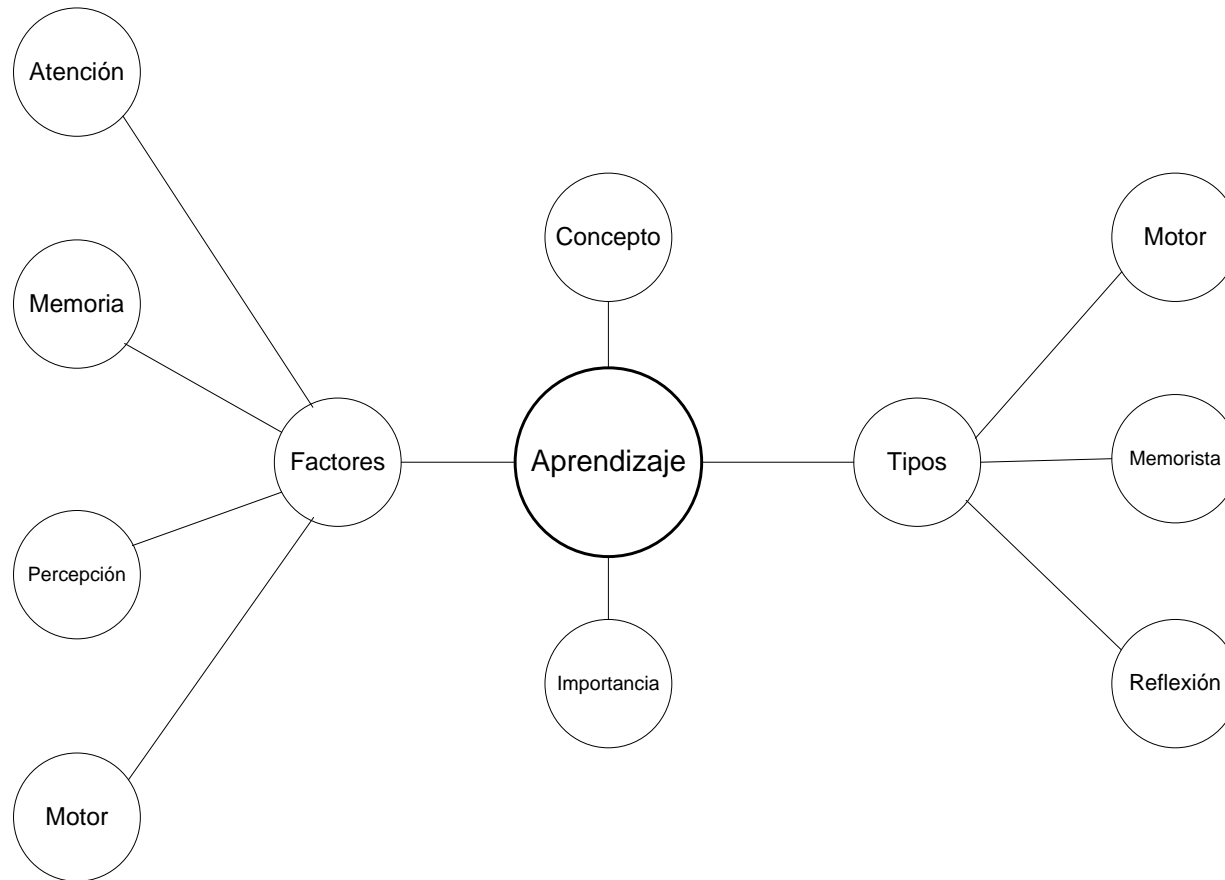 Atención
Concepto
Motor
Memoria
Memorista
Factores
Aprendizaje
Tipos
Percepción
Importancia
Reflexión
Motor